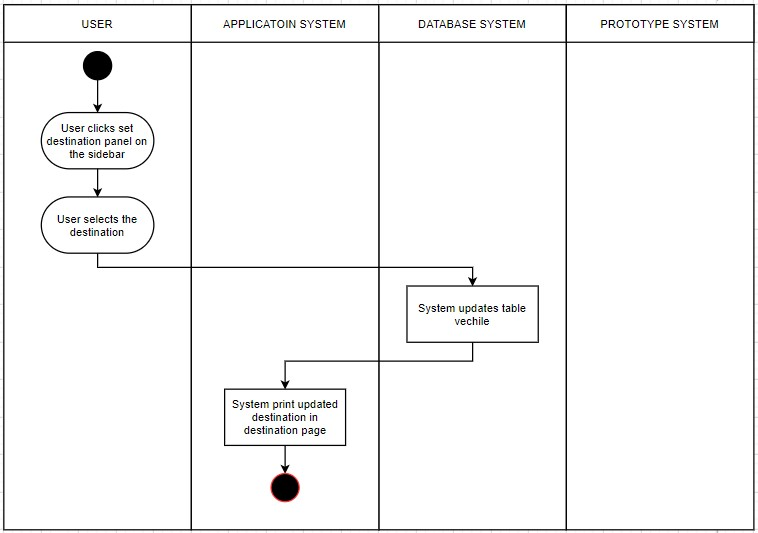 USER
APPLICATOIN SYSTEM
DATABASE SYSTEM
PROTOTYPE SYSTEM
User clicks set
destination panel on
the sidebar
User selects the
destination
System updates table
vechile
System print updated
destination in
destination page